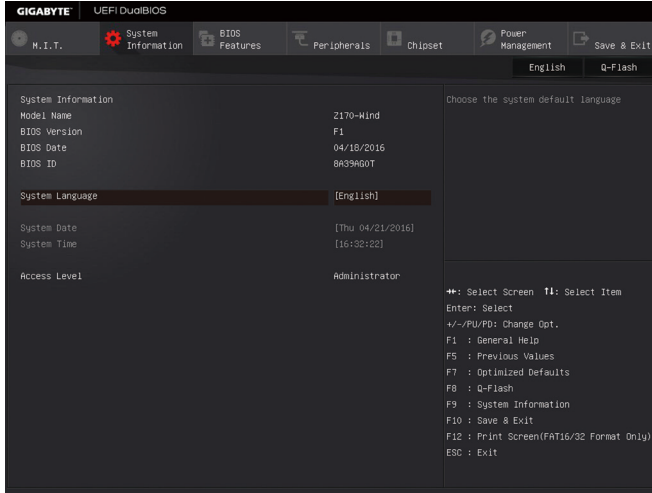 GIGABYTE™ UEFI DualBIOS
M.I.T. System Information BIOS Features Peripherals Chipset Power Management Save & Exit
English Q-Flash
System Information
Model Name Z170-Wind
BIOS Version F1
BIOS Date 04/18/2016
BIOS ID 8A39AG0T
System Language [English]
System Date [Thu 04/21/2016]
System Time [16:32:22]
Access Level Administrator
Choose the system default language
→←: Select Screen ↑↓: Select Item
Enter: Select
+/-/PU/PD: Change Opt.
F1 : General Help
F5 : Previous Values
F7 : Optimized Defaults
F8 : Q-Flash
F9 : System Information
F10 : Save & Exit
F12 : Print Screen(FAT16/32 Format Only)
ESC : Exit